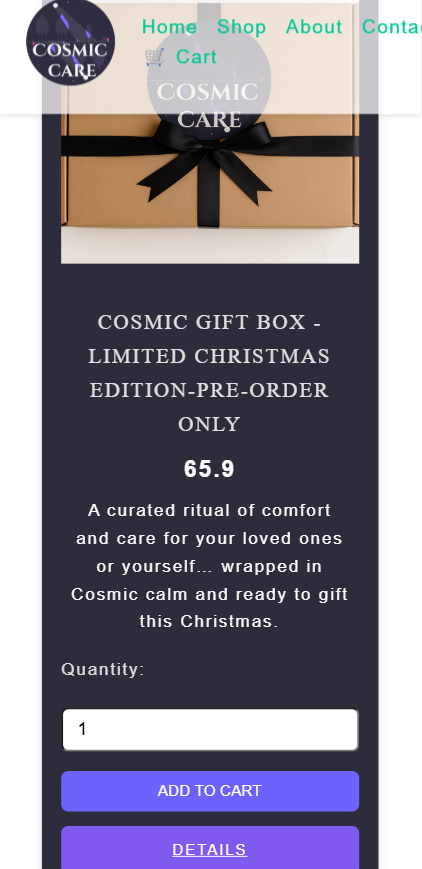 COSMIC
CARE
Home Shop About Conta
🛒 Cart
COSMIC
CARE
COSMIC GIFT BOX -
LIMITED CHRISTMAS
EDITION-PRE-ORDER
ONLY
65.9
A curated ritual of comfort
and care for your loved ones
or yourself... wrapped in
Cosmic calm and ready to gift
this Christmas.
Quantity:
1
ADD TO CART
DETAILS